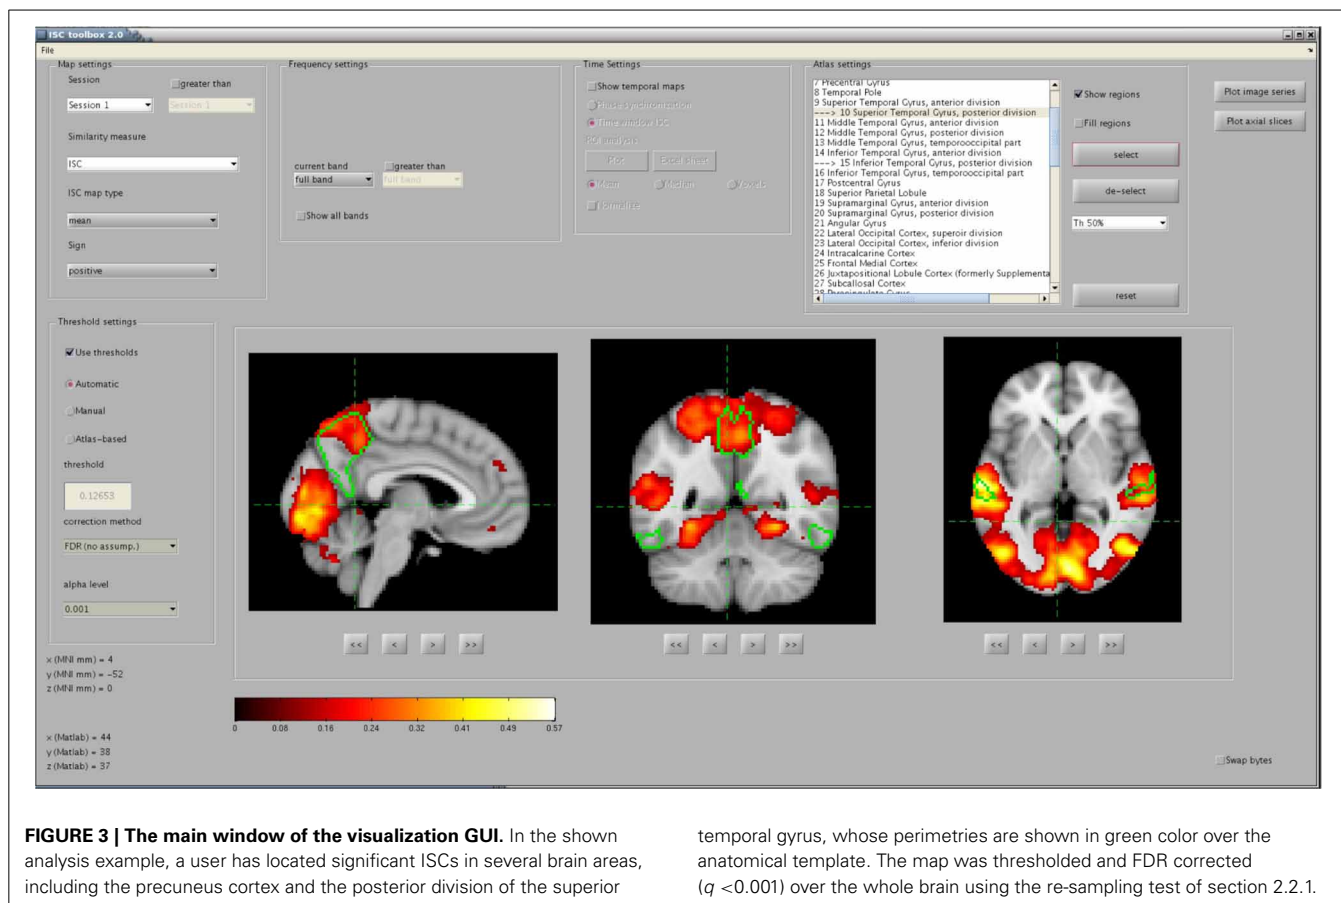 ISC toolbox 2.0
File
Map settings
Session
greater than
Session 1
Session 1
Similarity measure
ISC
ISC map type
mean
Sign
positive
Frequency settings
current band
greater than
full band
full band
Show all bands
Time Settings
Show temporal maps
Phase synchronization
Time window ISC
ROI analysis
Plot
Excel sheet
Mean
Median
Voxels
Normalize
Atlas settings
7 Precentral Gyrus
8 Temporal Pole
9 Superior Temporal Gyrus, anterior division
---> 10 Superior Temporal Gyrus, posterior division
11 Middle Temporal Gyrus, anterior division
12 Middle Temporal Gyrus, posterior division
13 Middle Temporal Gyrus, temporooccipital part
14 Inferior Temporal Gyrus, anterior division
---> 15 Inferior Temporal Gyrus, posterior division
16 Inferior Temporal Gyrus, temporooccipital part
17 Postcentral Gyrus
18 Superior Parietal Lobule
19 Supramarginal Gyrus, anterior division
20 Supramarginal Gyrus, posterior division
21 Angular Gyrus
22 Lateral Occipital Cortex, superoir division
23 Lateral Occipital Cortex, inferior division
24 Intracalcarine Cortex
25 Frontal Medial Cortex
26 Juxtapositional Lobule Cortex (formerly Supplementa
27 Subcallosal Cortex
28 Paracingulate Gyrus
Show regions
Fill regions
select
de-select
Th 50%
reset
Plot image series
Plot axial slices
Threshold settings
Use thresholds
Automatic
Manual
Atlas-based
threshold
0.12653
correction method
FDR (no assump.)
alpha level
0.001
<< < > >>
<< < > >>
<< < > >>
x (MNI mm) = 4
y (MNI mm) = -52
z (MNI mm) = 0
0 0.08 0.16 0.24 0.32 0.41 0.49 0.57
x (Matlab) = 44
y (Matlab) = 38
z (Matlab) = 37
Swap bytes
FIGURE 3 | The main window of the visualization GUI. In the shown
analysis example, a user has located significant ISCs in several brain areas,
including the precuneus cortex and the posterior division of the superior
temporal gyrus, whose perimetries are shown in green color over the
anatomical template. The map was thresholded and FDR corrected
(q <0.001) over the whole brain using the re-sampling test of section 2.2.1.